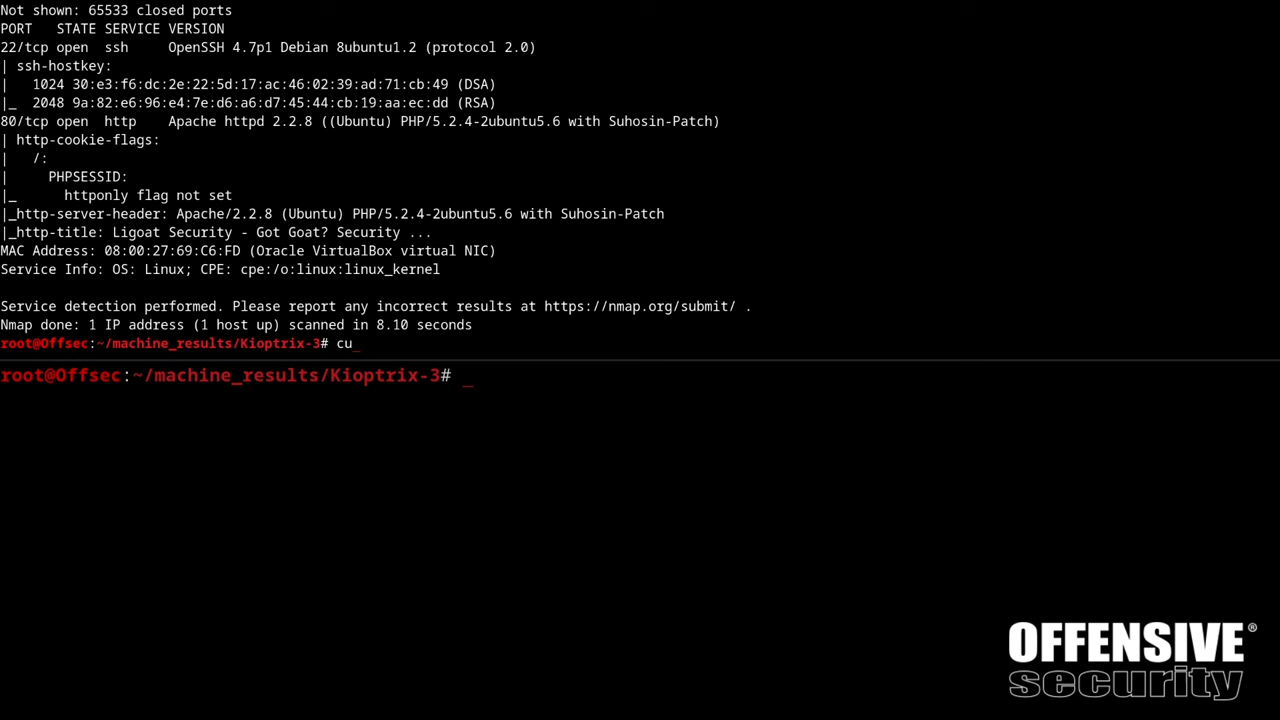 Not shown: 65533 closed ports
PORT   STATE SERVICE VERSION
22/tcp open  ssh     OpenSSH 4.7p1 Debian 8ubuntu1.2 (protocol 2.0)
| ssh-hostkey:
|   1024 30:e3:f6:dc:2e:22:5d:17:ac:46:02:39:ad:71:cb:49 (DSA)
|_  2048 9a:82:e6:96:e4:7e:d6:a6:d7:45:44:cb:19:aa:ec:dd (RSA)
80/tcp open  http    Apache httpd 2.2.8 ((Ubuntu) PHP/5.2.4-2ubuntu5.6 with Suhosin-Patch)
| http-cookie-flags:
|   /:
|     PHPSESSID:
|_      httponly flag not set
|_http-server-header: Apache/2.2.8 (Ubuntu) PHP/5.2.4-2ubuntu5.6 with Suhosin-Patch
|_http-title: Ligoat Security - Got Goat? Security ...
MAC Address: 08:00:27:69:C6:FD (Oracle VirtualBox virtual NIC)
Service Info: OS: Linux; CPE: cpe:/o:linux:linux_kernel

Service detection performed. Please report any incorrect results at https://nmap.org/submit/ .
Nmap done: 1 IP address (1 host up) scanned in 8.10 seconds
root@Offsec:~/machine_results/Kioptrix-3# cu_
root@Offsec:~/machine_results/Kioptrix-3# _
OFFENSIVE®
security